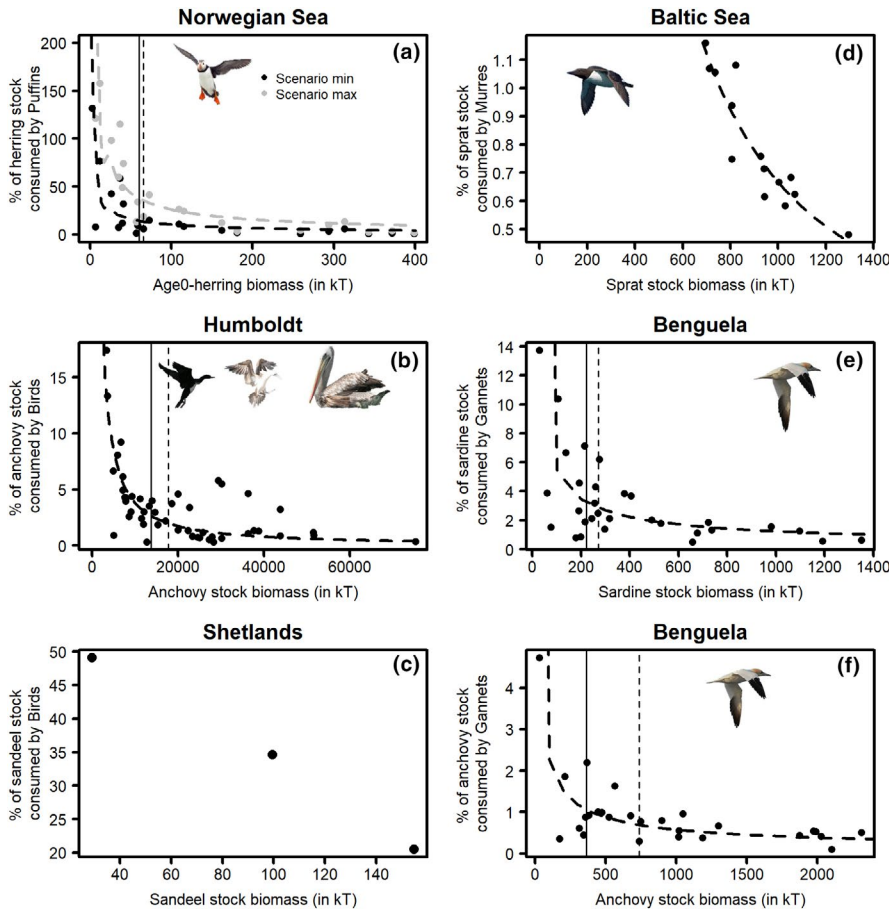 Norwegian Sea
(a)
Scenario min
Scenario max
% of herring stock
consumed by Puffins
200
150
100
50
0
0 100 200 300 400
Age0-herring biomass (in kT)
Baltic Sea
(d)
% of sprat stock
consumed by Murres
1.1
1.0
0.9
0.8
0.7
0.6
0.5
0 200 400 600 800 1000 1200 1400
Sprat stock biomass (in kT)
Humboldt
(b)
% of anchovy stock
consumed by Birds
15
10
5
0
0 20000 40000 60000
Anchovy stock biomass (in kT)
Benguela
(e)
% of sardine stock
consumed by Gannets
14
12
10
8
6
4
2
0
0 200 400 600 800 1000 1200 1400
Sardine stock biomass (in kT)
Shetlands
(c)
% of sandeel stock
consumed by Birds
50
45
40
35
30
25
20
40 60 80 100 120 140
Sandeel stock biomass (in kT)
Benguela
(f)
% of anchovy stock
consumed by Gannets
4
3
2
1
0
0 500 1000 1500 2000
Anchovy stock biomass (in kT)